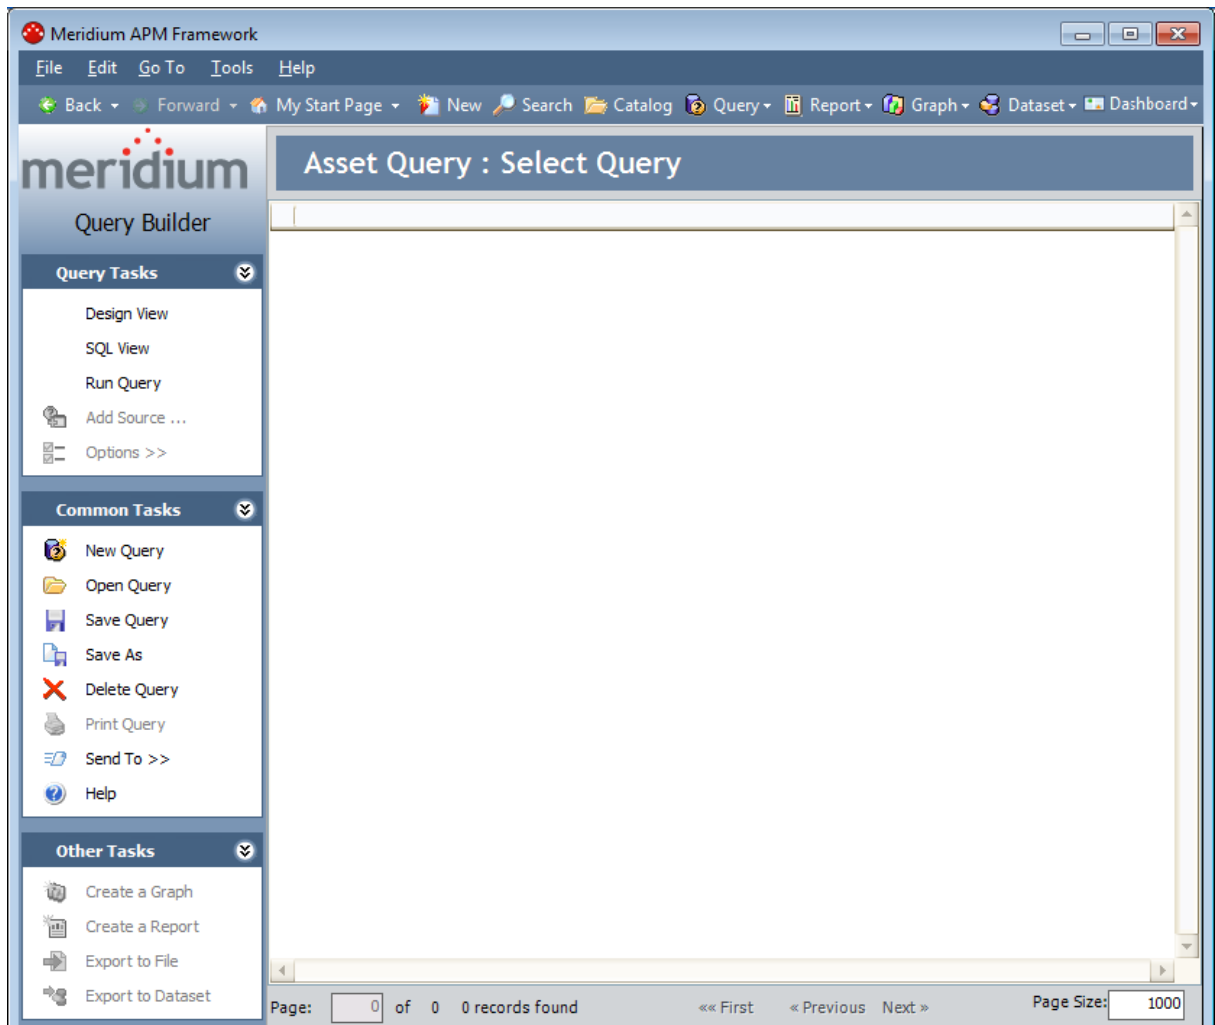 Meridium APM Framework
File Edit Go To Tools Help
Back Forward My Start Page New Search Catalog Query Report Graph Dataset Dashboard
meridium
Query Builder
Asset Query : Select Query
Query Tasks
Design View
SQL View
Run Query
Add Source ...
Options >>
Common Tasks
New Query
Open Query
Save Query
Save As
Delete Query
Print Query
Send To >>
Help
Other Tasks
Create a Graph
Create a Report
Export to File
Export to Dataset
Page: 0 of 0 0 records found «« First « Previous Next » Page Size: 1000